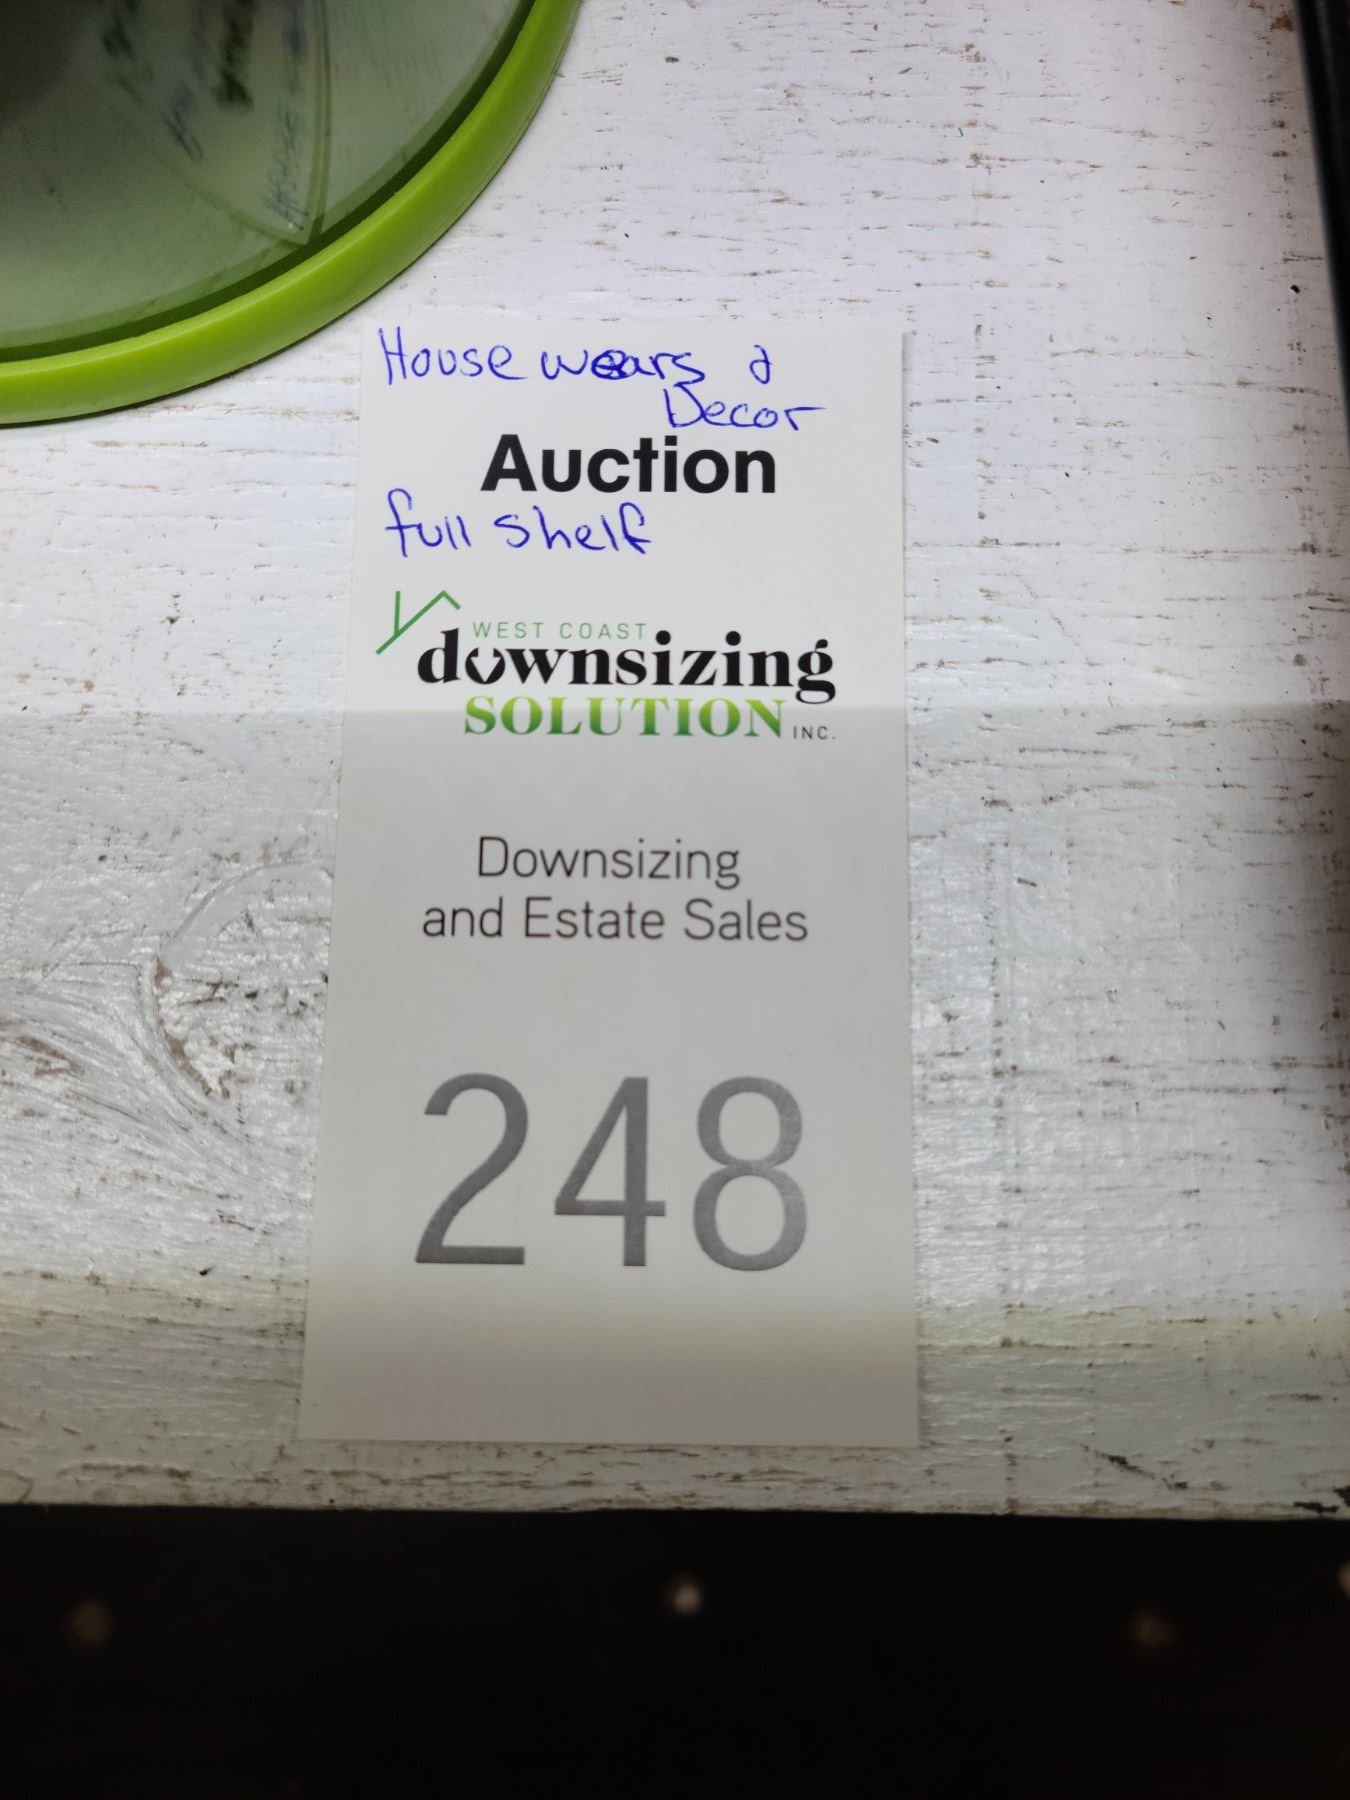 House wears &
Decor
Auction
full shelf
WEST COAST
downsizing
SOLUTION INC.
Downsizing
and Estate Sales
248